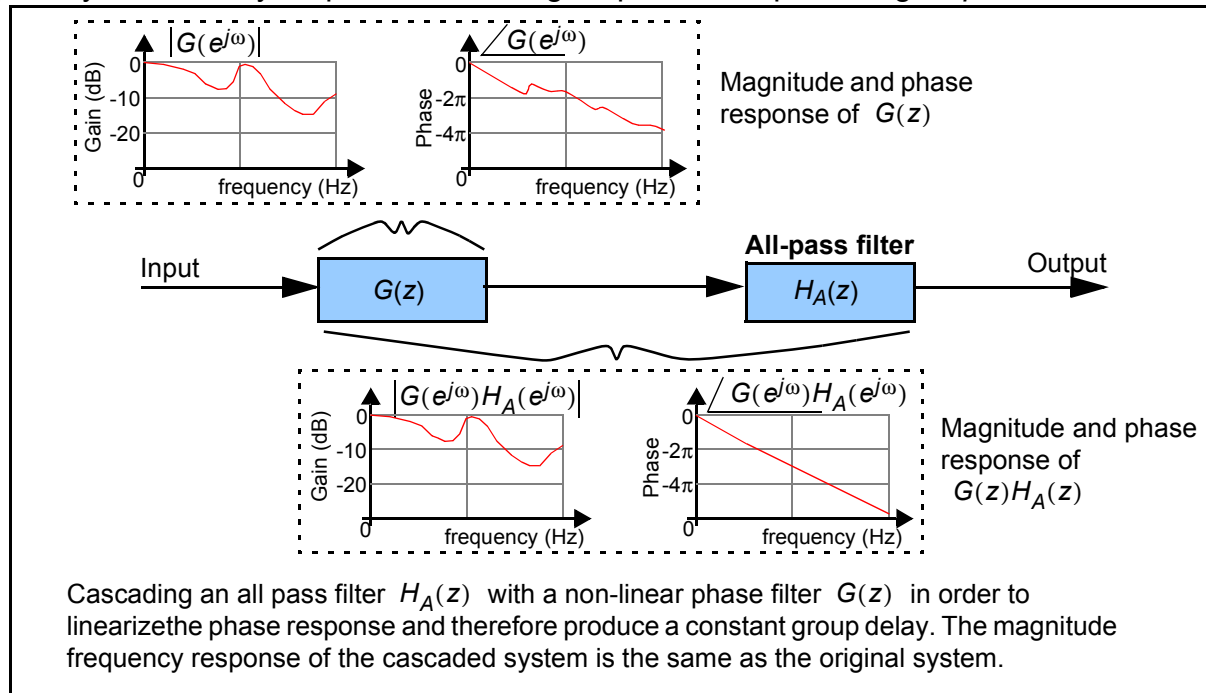 |G(e^jω)|
Gain (dB)
0
-10
-20
0
frequency (Hz)
∠G(e^jω)
Phase
0
-2π
-4π
0
frequency (Hz)
Magnitude and phase
response of G(z)
Input
G(z)
All-pass filter
H_A(z)
Output
|G(e^jω)H_A(e^jω)|
Gain (dB)
0
-10
-20
0
frequency (Hz)
∠G(e^jω)H_A(e^jω)
Phase
0
-2π
-4π
0
frequency (Hz)
Magnitude and phase
response of
G(z)H_A(z)
Cascading an all pass filter H_A(z) with a non-linear phase filter G(z) in order to
linearizethe phase response and therefore produce a constant group delay. The magnitude
frequency response of the cascaded system is the same as the original system.